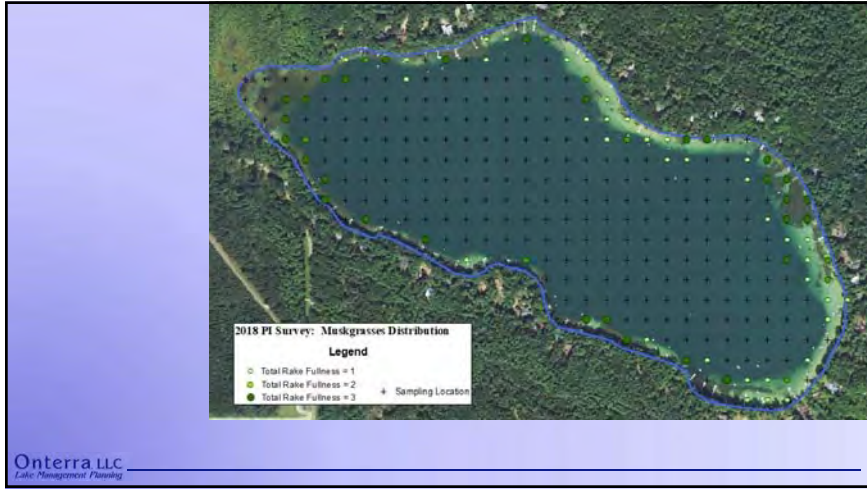 2018 PI Survey: Muskgrasses Distribution
Legend
Total Rake Fullness = 1
Total Rake Fullness = 2
Total Rake Fullness = 3
Sampling Location
Onterra LLC
Lake Management Planning